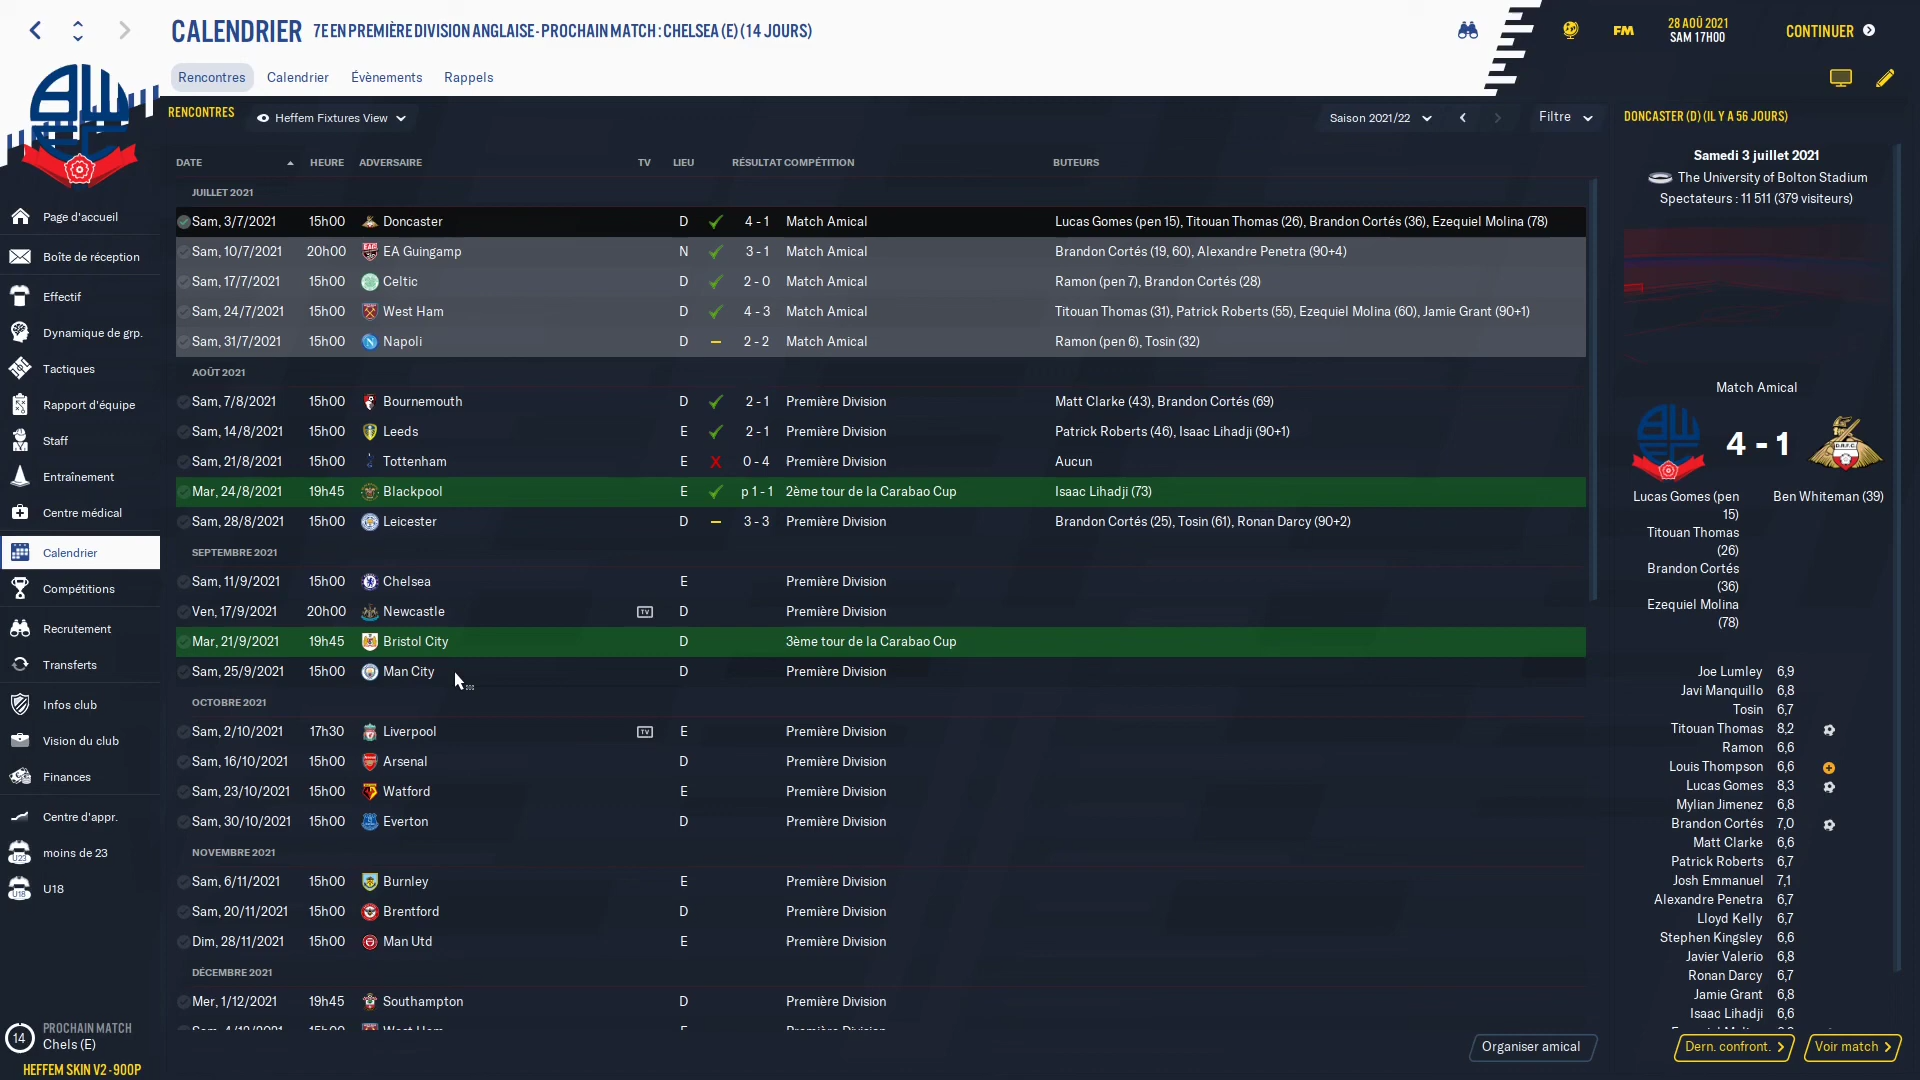 CALENDRIER 7E EN PREMIÈRE DIVISION ANGLAISE - PROCHAIN MATCH : CHELSEA (E) (14 JOURS)
FM
28 AOÛ 2021
SAM 17H00
CONTINUER
Rencontres Calendrier Évènements Rappels
Page d'accueil
Boîte de réception
Effectif
Dynamique de grp.
Tactiques
Rapport d'équipe
Staff
Entraînement
Centre médical
Calendrier
Compétitions
Recrutement
Transferts
Infos club
Vision du club
Finances
Centre d'appr.
U23 moins de 23
U18 U18
14 PROCHAIN MATCH
Chels (E)
HEFFEM SKIN V2 - 900P
RENCONTRES Heffem Fixtures View Saison 2021/22 Filtre
DATE HEURE ADVERSAIRE TV LIEU RÉSULTAT COMPÉTITION BUTEURS
JUILLET 2021
Sam, 3/7/2021 15h00 Doncaster D 4 - 1 Match Amical Lucas Gomes (pen 15), Titouan Thomas (26), Brandon Cortés (36), Ezequiel Molina (78)
Sam, 10/7/2021 20h00 EA Guingamp N 3 - 1 Match Amical Brandon Cortés (19, 60), Alexandre Penetra (90+4)
Sam, 17/7/2021 15h00 Celtic D 2 - 0 Match Amical Ramon (pen 7), Brandon Cortés (28)
Sam, 24/7/2021 15h00 West Ham D 4 - 3 Match Amical Titouan Thomas (31), Patrick Roberts (55), Ezequiel Molina (60), Jamie Grant (90+1)
Sam, 31/7/2021 15h00 Napoli D 2 - 2 Match Amical Ramon (pen 6), Tosin (32)
AOÛT 2021
Sam, 7/8/2021 15h00 Bournemouth D 2 - 1 Première Division Matt Clarke (43), Brandon Cortés (69)
Sam, 14/8/2021 15h00 Leeds E 2 - 1 Première Division Patrick Roberts (46), Isaac Lihadji (90+1)
Sam, 21/8/2021 15h00 Tottenham E X 0 - 4 Première Division Aucun
Mar, 24/8/2021 19h45 Blackpool E p 1 - 1 2ème tour de la Carabao Cup Isaac Lihadji (73)
Sam, 28/8/2021 15h00 Leicester D 3 - 3 Première Division Brandon Cortés (25), Tosin (61), Ronan Darcy (90+2)
SEPTEMBRE 2021
Sam, 11/9/2021 15h00 Chelsea E Première Division
Ven, 17/9/2021 20h00 Newcastle TV D Première Division
Mar, 21/9/2021 19h45 Bristol City D 3ème tour de la Carabao Cup
Sam, 25/9/2021 15h00 Man City D Première Division
OCTOBRE 2021
Sam, 2/10/2021 17h30 Liverpool TV E Première Division
Sam, 16/10/2021 15h00 Arsenal D Première Division
Sam, 23/10/2021 15h00 Watford E Première Division
Sam, 30/10/2021 15h00 Everton D Première Division
NOVEMBRE 2021
Sam, 6/11/2021 15h00 Burnley E Première Division
Sam, 20/11/2021 15h00 Brentford D Première Division
Dim, 28/11/2021 15h00 Man Utd E Première Division
DÉCEMBRE 2021
Mer, 1/12/2021 19h45 Southampton D Première Division
Organiser amical
DONCASTER (D) (IL Y A 56 JOURS)
Samedi 3 juillet 2021
The University of Bolton Stadium
Spectateurs : 11 511 (379 visiteurs)
Match Amical
4 - 1
Lucas Gomes (pen 15)
Titouan Thomas (26)
Brandon Cortés (36)
Ezequiel Molina (78)
Ben Whiteman (39)
Joe Lumley 6,9
Javi Manquillo 6,8
Tosin 6,7
Titouan Thomas 8,2
Ramon 6,6
Louis Thompson 6,6
Lucas Gomes 8,3
Mylian Jimenez 6,8
Brandon Cortés 7,0
Matt Clarke 6,6
Patrick Roberts 6,7
Josh Emmanuel 7,1
Alexandre Penetra 6,7
Lloyd Kelly 6,7
Stephen Kingsley 6,6
Javier Valerio 6,8
Ronan Darcy 6,7
Jamie Grant 6,8
Isaac Lihadji 6,6
Dern. confront. Voir match